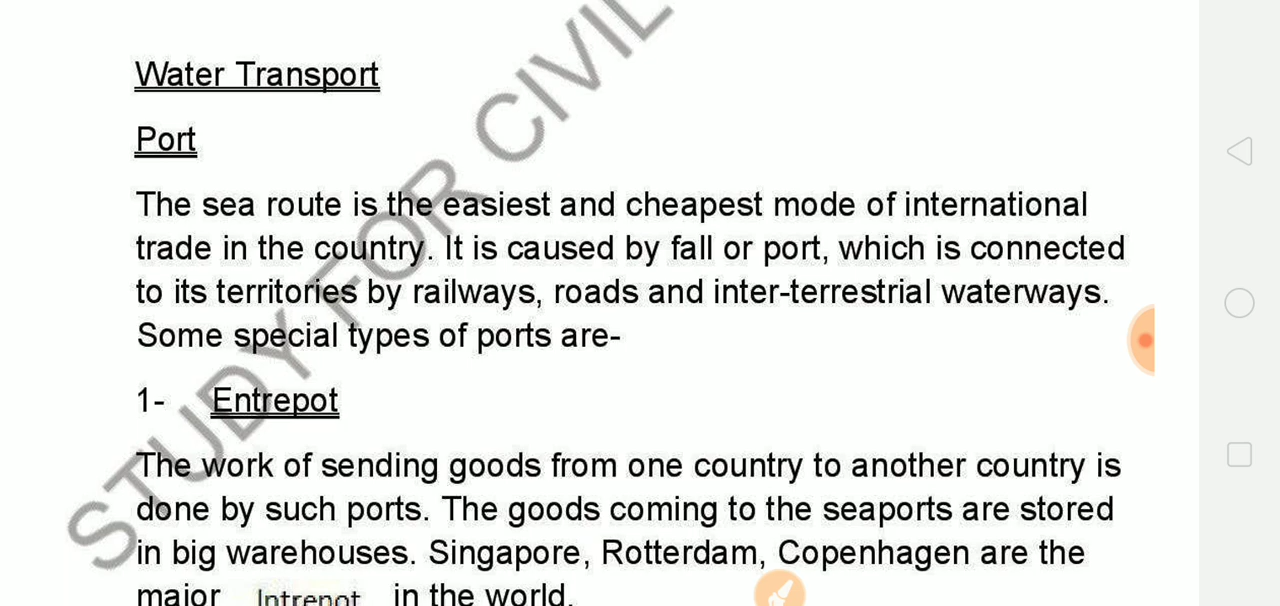 Water Transport
Port
The sea route is the easiest and cheapest mode of international
trade in the country. It is caused by fall or port, which is connected
to its territories by railways, roads and inter-terrestrial waterways.
Some special types of ports are-
1- Entrepot
The work of sending goods from one country to another country is
done by such ports. The goods coming to the seaports are stored
in big warehouses. Singapore, Rotterdam, Copenhagen are the
major Intrepot in the world.
STUDY FOR CIVIL